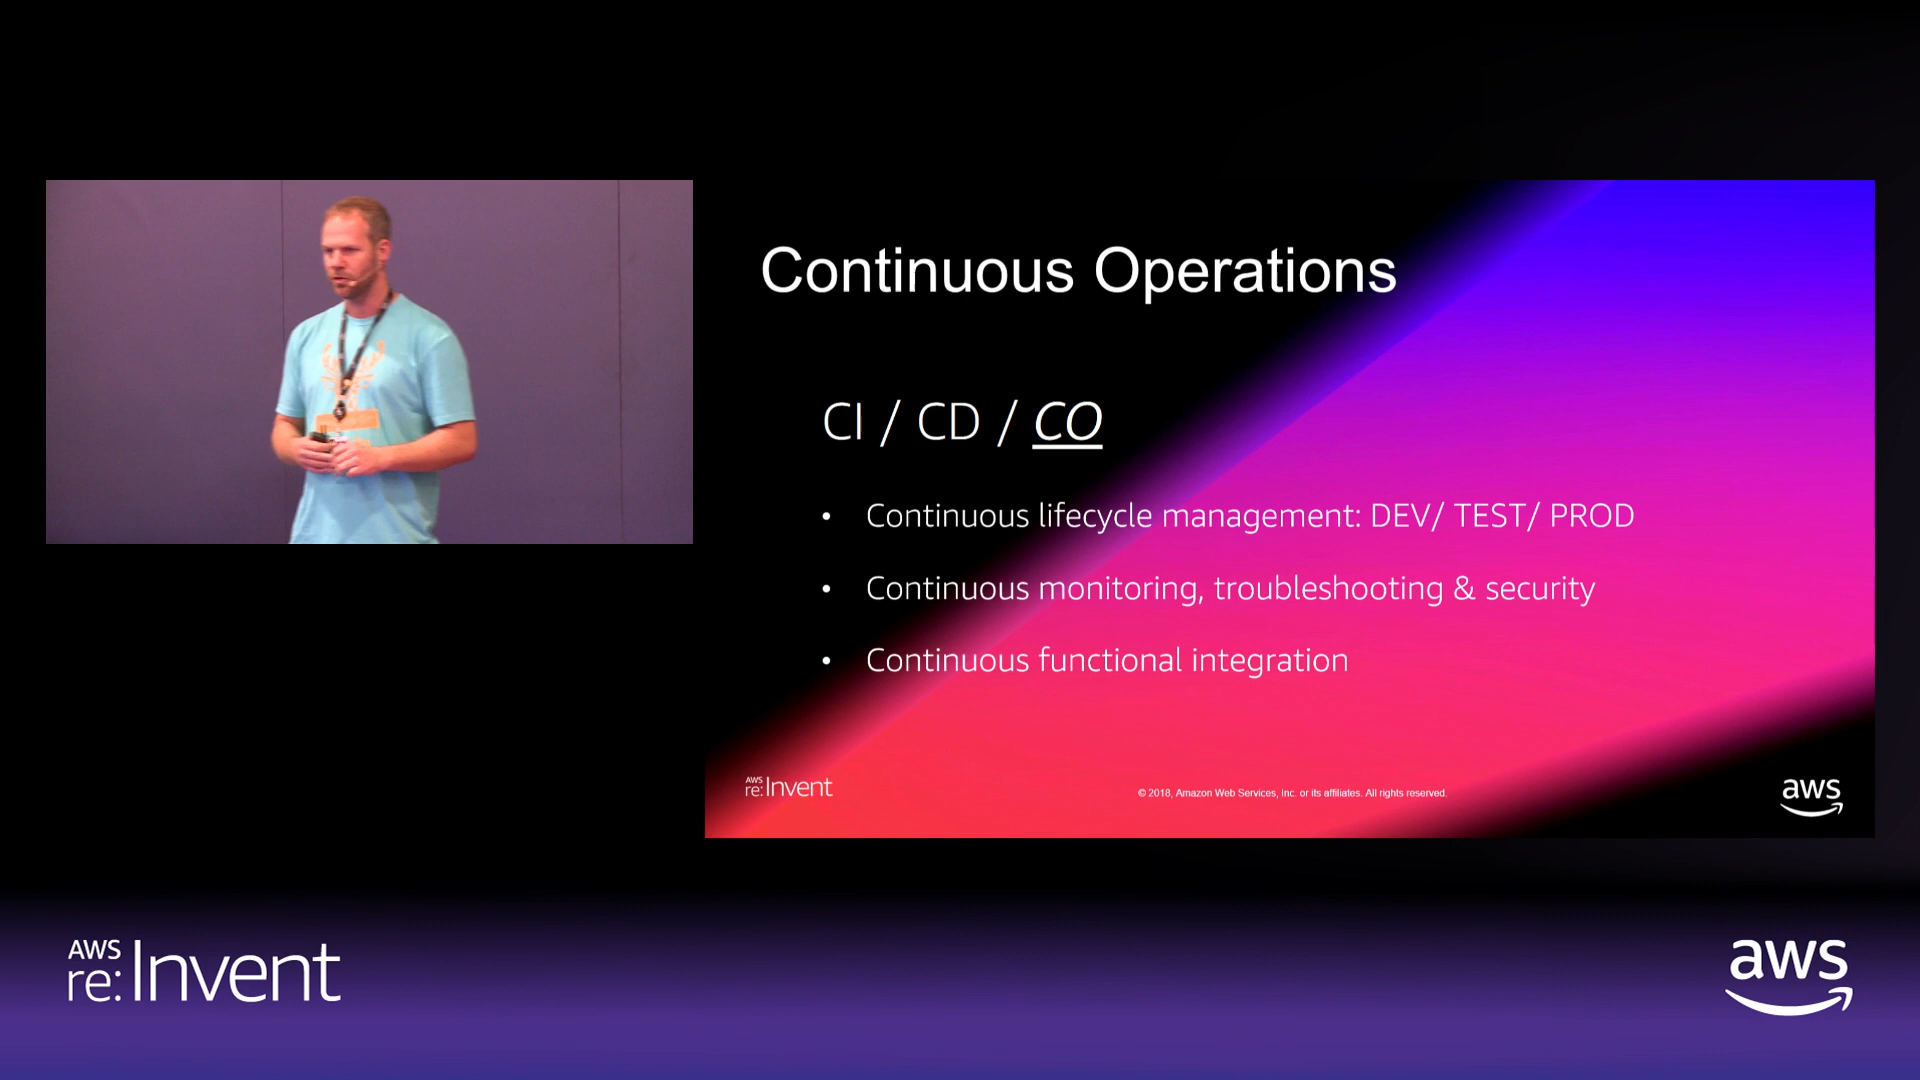 Continuous Operations
CI / CD / CO
• Continuous lifecycle management: DEV/ TEST/ PROD
• Continuous monitoring, troubleshooting & security
• Continuous functional integration
AWS
re:Invent
© 2018, Amazon Web Services, Inc. or its affiliates. All rights reserved.
aws
AWS
re:Invent
aws